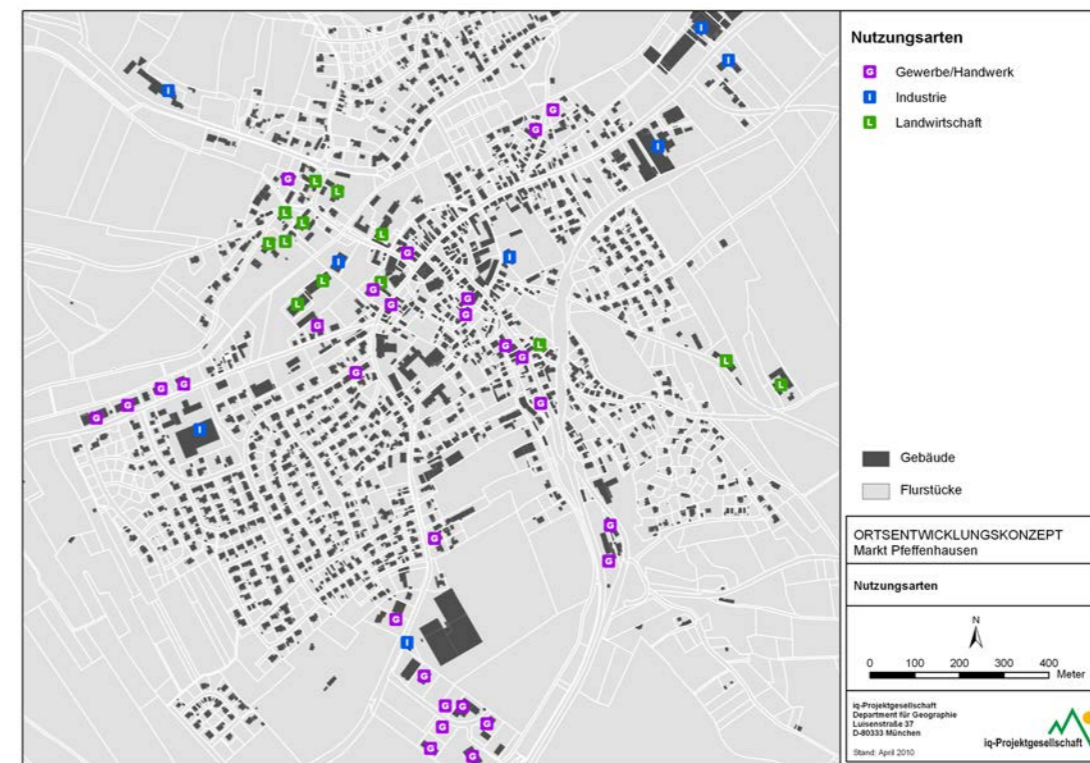 Nutzungsarten
G Gewerbe/Handwerk
I Industrie
L Landwirtschaft
Gebäude
Flurstücke
ORTSENTWICKLUNGSKONZEPT
Markt Pfeffenhausen
Nutzungsarten
N
0 100 200 300 400
Meter
iq-Projektgesellschaft
Department für Geographie
Luisenstraße 37
D-80333 München
iq-Projektgesellschaft
Stand: April 2010